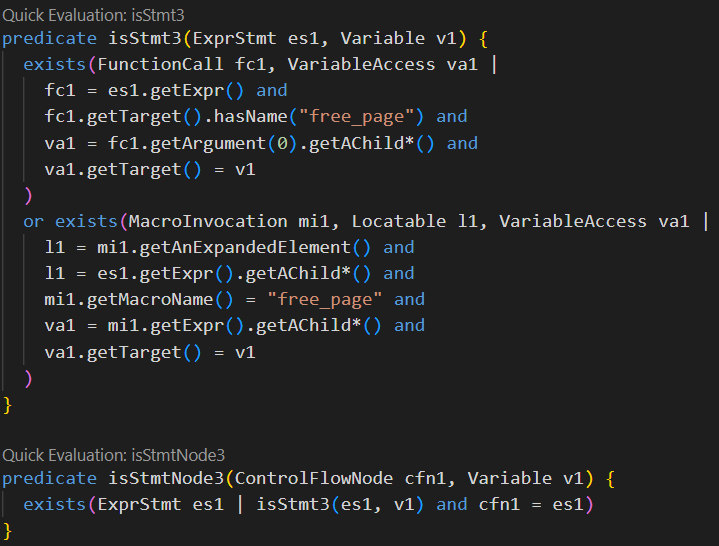 Quick Evaluation: isStmt3
predicate isStmt3(ExprStmt es1, Variable v1) {
  exists(FunctionCall fc1, VariableAccess va1 |
    fc1 = es1.getExpr() and
    fc1.getTarget().hasName("free_page") and
    va1 = fc1.getArgument(0).getAChild*() and
    va1.getTarget() = v1
  )
  or exists(MacroInvocation mi1, Locatable l1, VariableAccess va1 |
    l1 = mi1.getAnExpandedElement() and
    l1 = es1.getExpr().getAChild*() and
    mi1.getMacroName() = "free_page" and
    va1 = mi1.getExpr().getAChild*() and
    va1.getTarget() = v1
  )
}
Quick Evaluation: isStmtNode3
predicate isStmtNode3(ControlFlowNode cfn1, Variable v1) {
  exists(ExprStmt es1 | isStmt3(es1, v1) and cfn1 = es1)
}